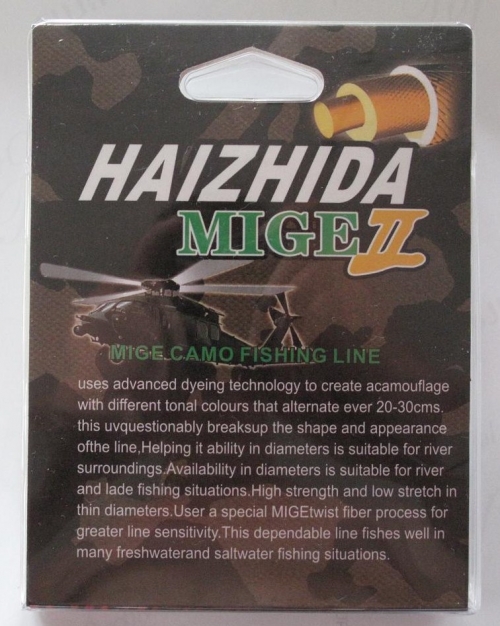 HAIZHIDA
MIGE II
MIGE CAMO FISHING LINE
uses advanced dyeing technology to create acamouflage
with different tonal colours that alternate ever 20-30cms.
this uvquestionably breaksup the shape and appearance
ofthe line,Helping it ability in diameters is suitable for river
surroundings.Availability in diameters is suitable for river
and lade fishing situations.High strength and low stretch in
thin diameters.User a special MIGEtwist fiber process for
greater line sensitivity.This dependable line fishes well in
many freshwaterand saltwater fishing situations.